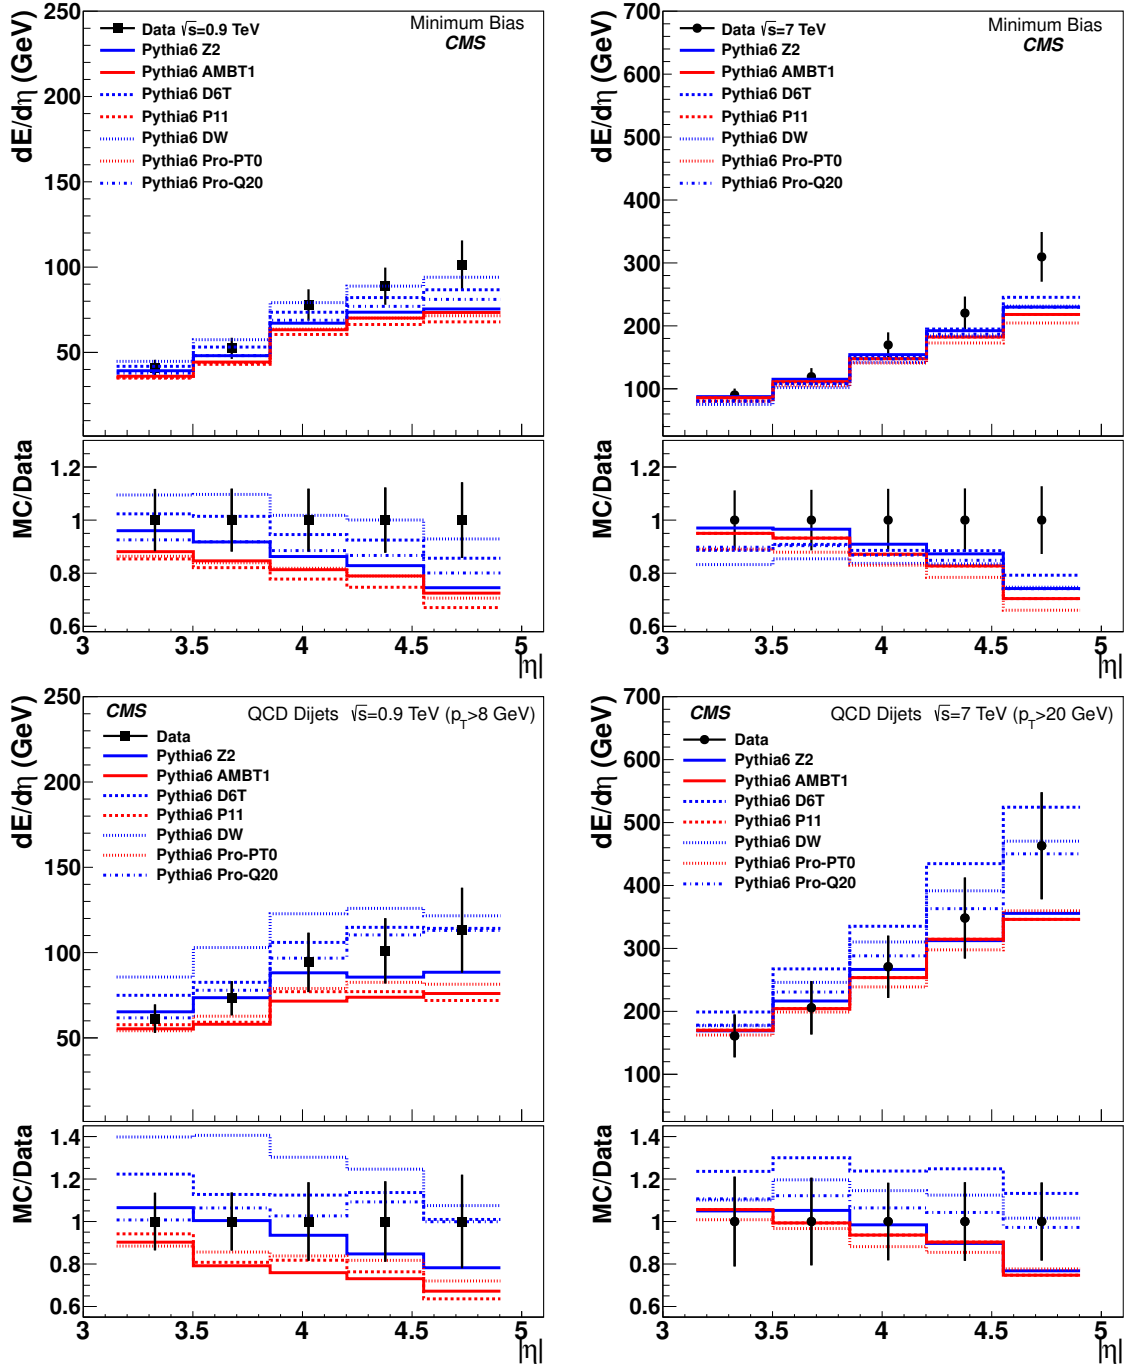 Minimum Bias
CMS
Data √s=0.9 TeV
Pythia6 Z2
Pythia6 AMBT1
Pythia6 D6T
Pythia6 P11
Pythia6 DW
Pythia6 Pro-PT0
Pythia6 Pro-Q20
dE/dη (GeV)
250
200
150
100
50
MC/Data
1.2
1
0.8
0.6
3
3.5
4
4.5
5
|η|
Minimum Bias
CMS
Data √s=7 TeV
Pythia6 Z2
Pythia6 AMBT1
Pythia6 D6T
Pythia6 P11
Pythia6 DW
Pythia6 Pro-PT0
Pythia6 Pro-Q20
dE/dη (GeV)
700
600
500
400
300
200
100
MC/Data
1.2
1
0.8
0.6
3
3.5
4
4.5
5
|η|
CMS
QCD Dijets √s=0.9 TeV (p_T>8 GeV)
Data
Pythia6 Z2
Pythia6 AMBT1
Pythia6 D6T
Pythia6 P11
Pythia6 DW
Pythia6 Pro-PT0
Pythia6 Pro-Q20
dE/dη (GeV)
250
200
150
100
50
MC/Data
1.4
1.2
1
0.8
0.6
3
3.5
4
4.5
5
|η|
CMS
QCD Dijets √s=7 TeV (p_T>20 GeV)
Data
Pythia6 Z2
Pythia6 AMBT1
Pythia6 D6T
Pythia6 P11
Pythia6 DW
Pythia6 Pro-PT0
Pythia6 Pro-Q20
dE/dη (GeV)
700
600
500
400
300
200
100
MC/Data
1.4
1.2
1
0.8
0.6
3
3.5
4
4.5
5
|η|